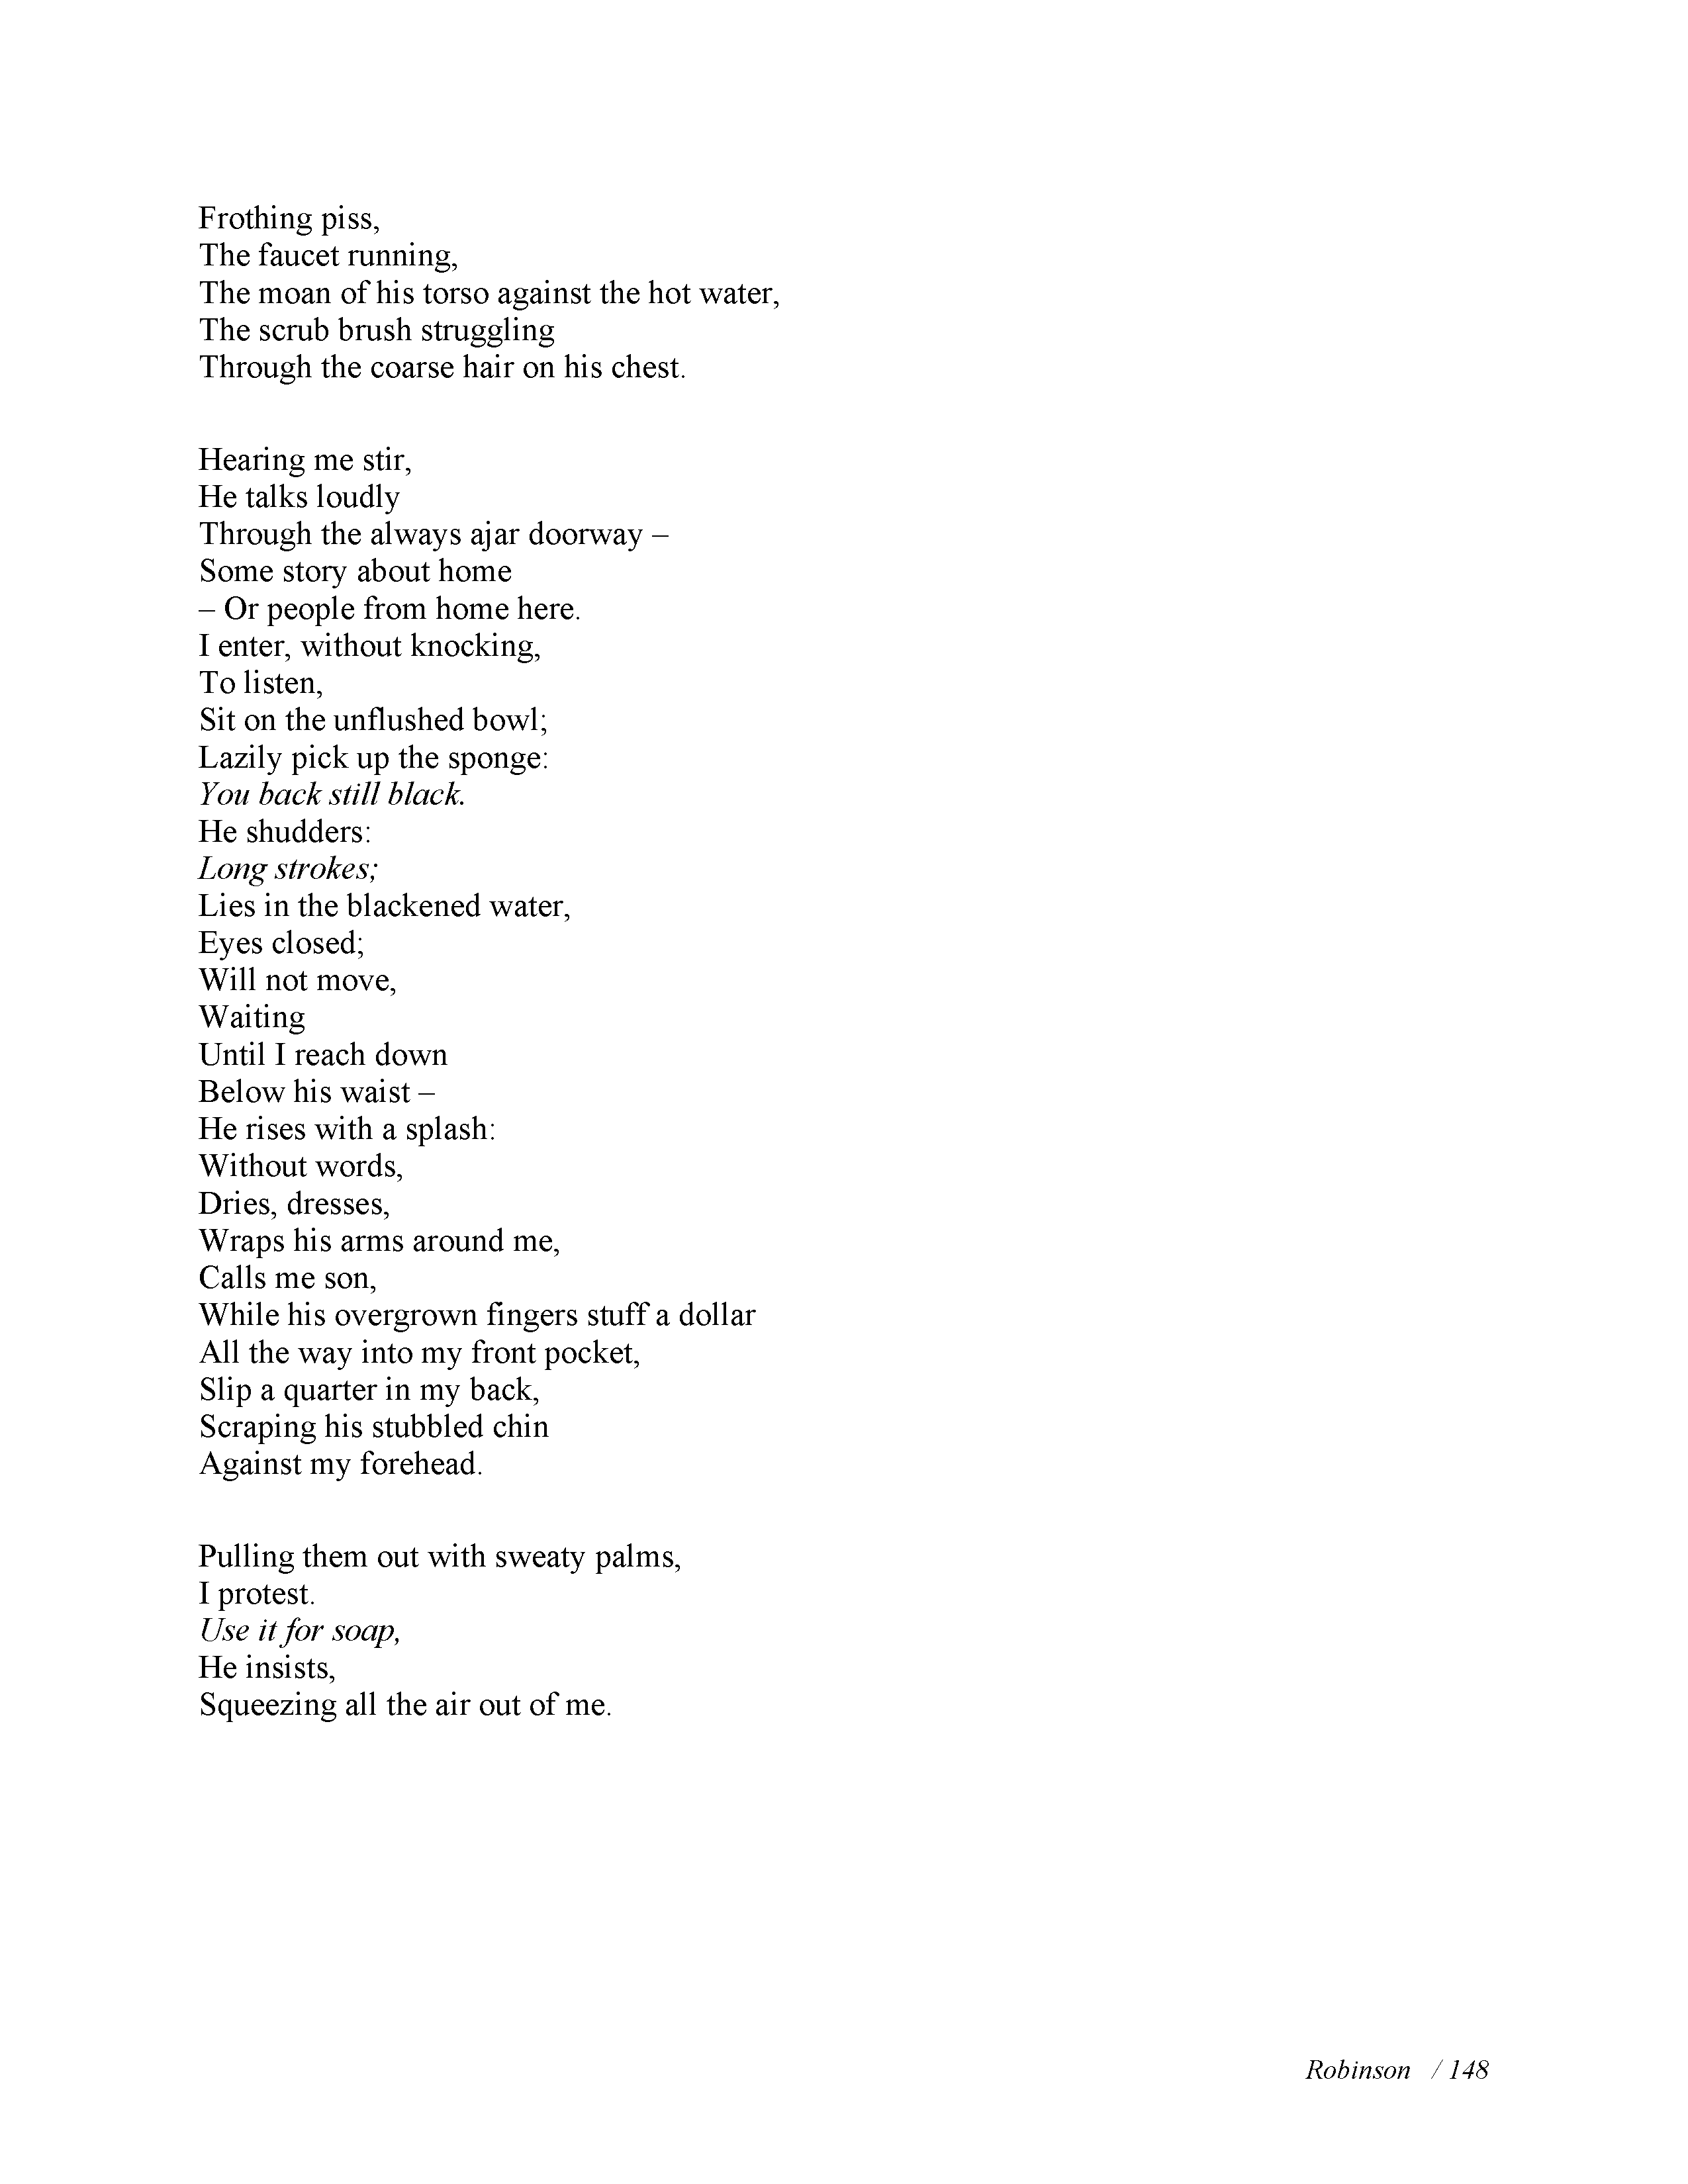 Frothing piss,
The faucet running,
The moan of his torso against the hot water,
The scrub brush struggling
Through the coarse hair on his chest.
Hearing me stir,
He talks loudly
Through the always ajar doorway –
Some story about home
– Or people from home here.
I enter, without knocking,
To listen,
Sit on the unflushed bowl;
Lazily pick up the sponge:
You back still black.
He shudders:
Long strokes;
Lies in the blackened water,
Eyes closed;
Will not move,
Waiting
Until I reach down
Below his waist –
He rises with a splash:
Without words,
Dries, dresses,
Wraps his arms around me,
Calls me son,
While his overgrown fingers stuff a dollar
All the way into my front pocket,
Slip a quarter in my back,
Scraping his stubbled chin
Against my forehead.
Pulling them out with sweaty palms,
I protest.
Use it for soap,
He insists,
Squeezing all the air out of me.
Robinson / 148